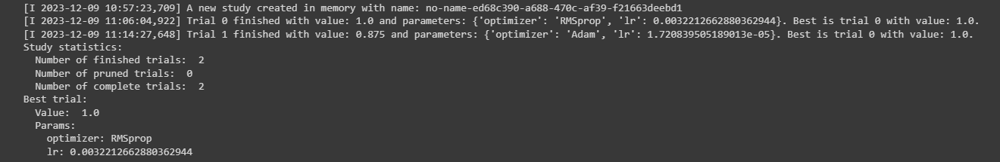 [I 2023-12-09 10:57:23,709] A new study created in memory with name: no-name-ed68c390-a688-470c-af39-f21663deebd1
[I 2023-12-09 11:06:04,922] Trial 0 finished with value: 1.0 and parameters: {'optimizer': 'RMSprop', 'lr': 0.0032212662880362944}. Best is trial 0 with value: 1.0.
[I 2023-12-09 11:14:27,648] Trial 1 finished with value: 0.875 and parameters: {'optimizer': 'Adam', 'lr': 1.720839505189013e-05}. Best is trial 0 with value: 1.0.
Study statistics:
Number of finished trials: 2
Number of pruned trials: 0
Number of complete trials: 2
Best trial:
Value: 1.0
Params:
optimizer: RMSprop
lr: 0.0032212662880362944